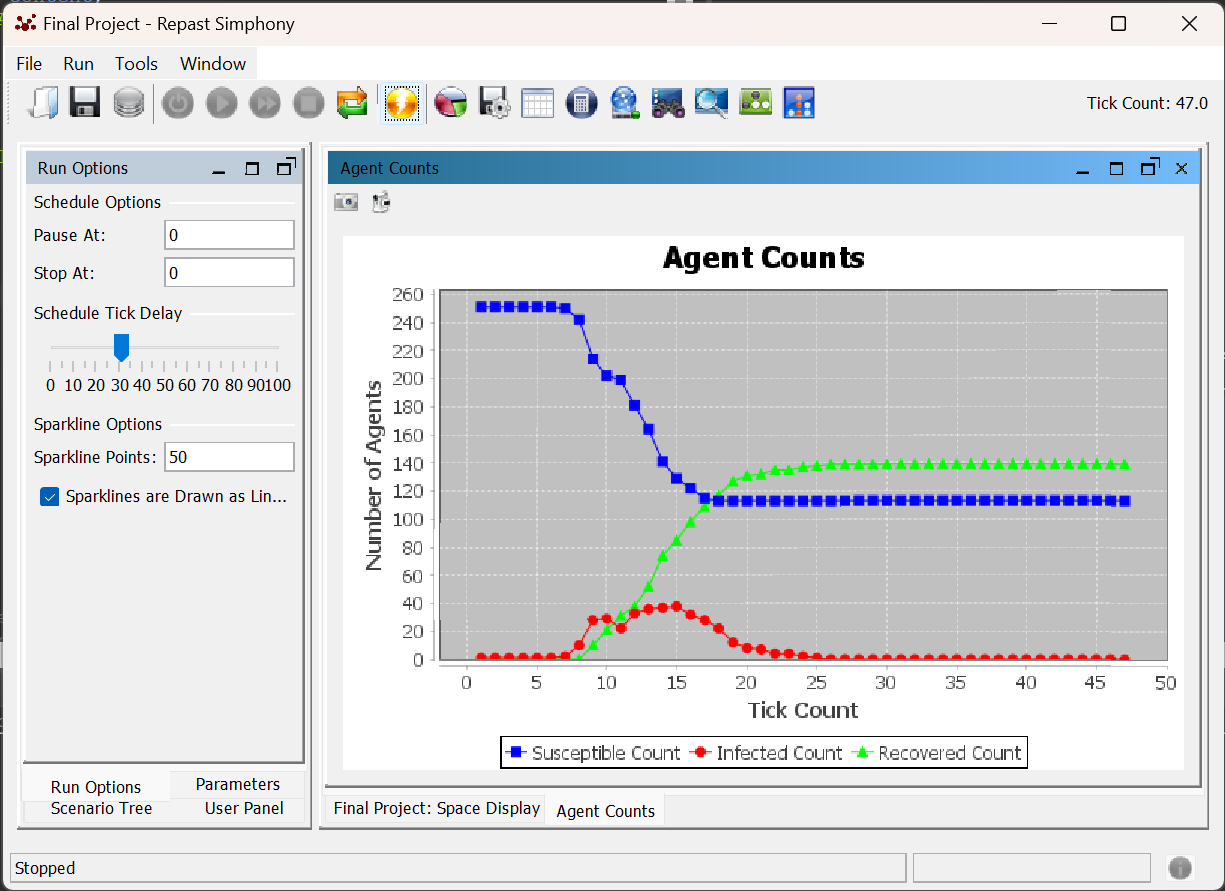 Final Project - Repast Simphony
File Run Tools Window
Tick Count: 47.0
Run Options
Schedule Options
Pause At: 0
Stop At: 0
Schedule Tick Delay
0 10 20 30 40 50 60 70 80 90 100
Sparkline Options
Sparkline Points: 50
Sparklines are Drawn as Lin...
Run Options Parameters
Scenario Tree User Panel
Agent Counts
Agent Counts
Number of Agents
260
240
220
200
180
160
140
120
100
80
60
40
20
0
0 5 10 15 20 25 30 35 40 45 50
Tick Count
Susceptible Count Infected Count Recovered Count
Final Project: Space Display Agent Counts
Stopped